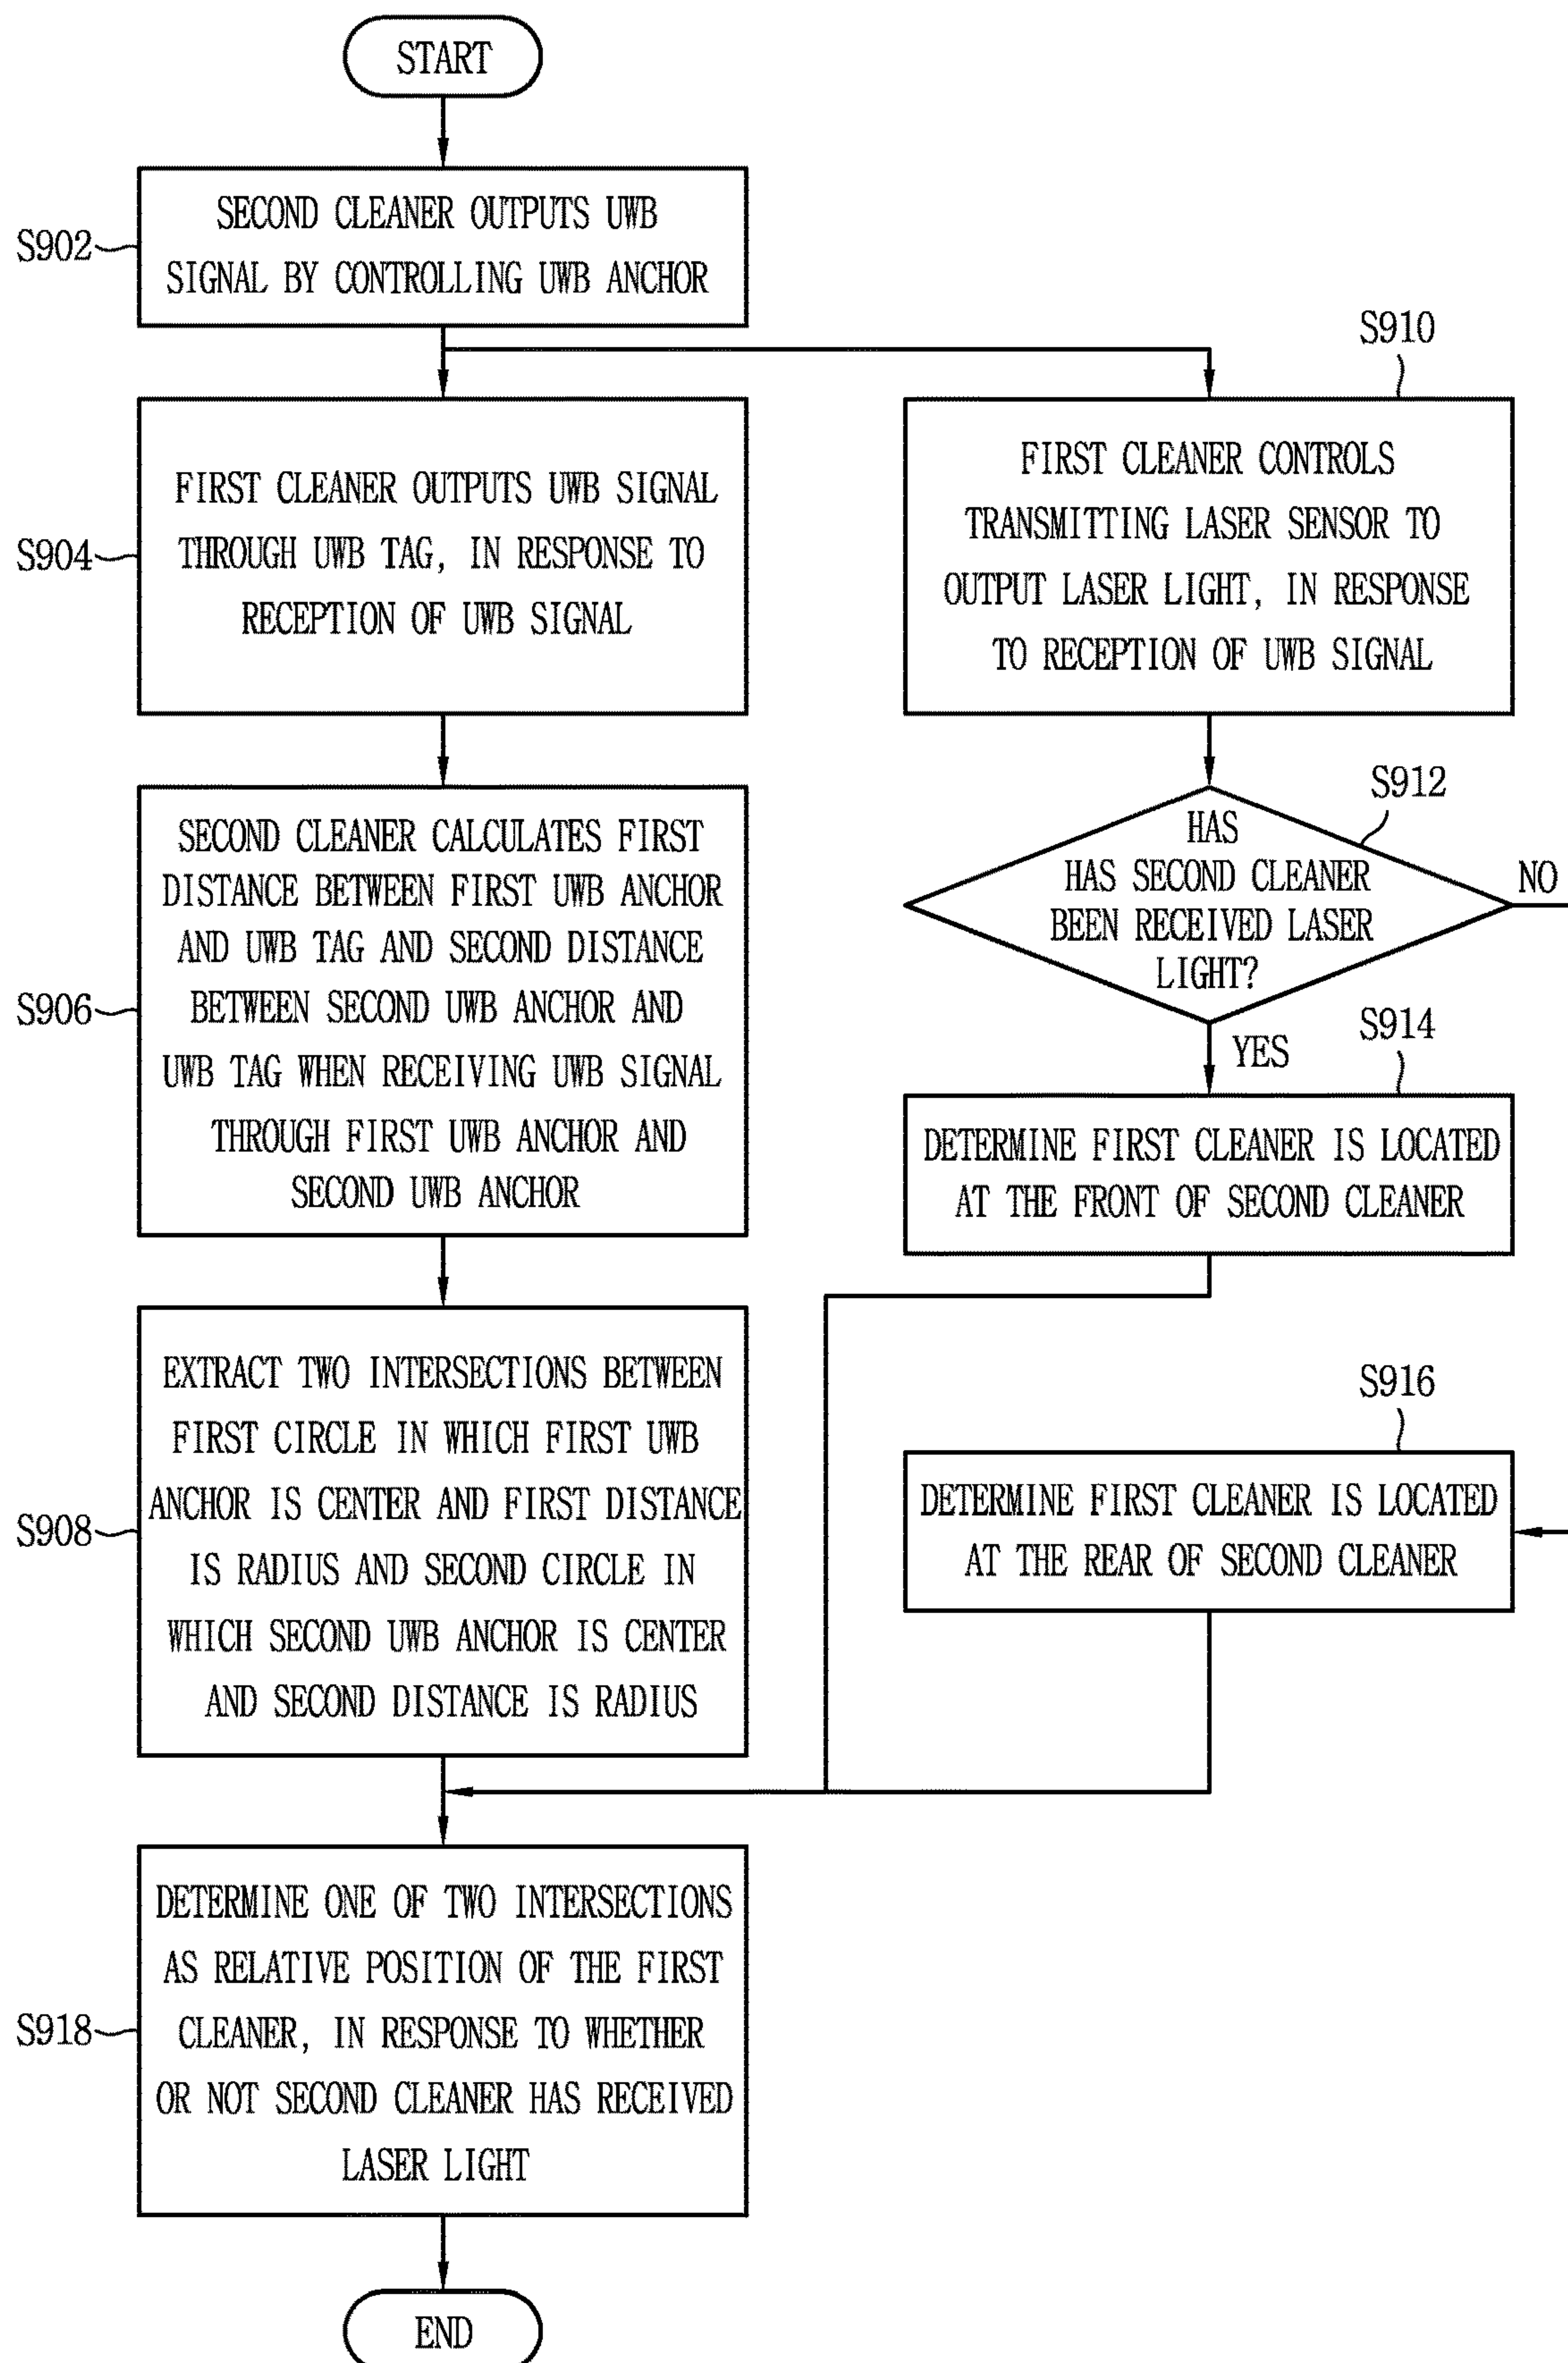 START
S902
SECOND CLEANER OUTPUTS UWB
SIGNAL BY CONTROLLING UWB ANCHOR
S904
FIRST CLEANER OUTPUTS UWB SIGNAL
THROUGH UWB TAG, IN RESPONSE TO
RECEPTION OF UWB SIGNAL
S906
SECOND CLEANER CALCULATES FIRST
DISTANCE BETWEEN FIRST UWB ANCHOR
AND UWB TAG AND SECOND DISTANCE
BETWEEN SECOND UWB ANCHOR AND
UWB TAG WHEN RECEIVING UWB SIGNAL
THROUGH FIRST UWB ANCHOR AND
SECOND UWB ANCHOR
S908
EXTRACT TWO INTERSECTIONS BETWEEN
FIRST CIRCLE IN WHICH FIRST UWB
ANCHOR IS CENTER AND FIRST DISTANCE
IS RADIUS AND SECOND CIRCLE IN
WHICH SECOND UWB ANCHOR IS CENTER
AND SECOND DISTANCE IS RADIUS
S910
FIRST CLEANER CONTROLS
TRANSMITTING LASER SENSOR TO
OUTPUT LASER LIGHT, IN RESPONSE
TO RECEPTION OF UWB SIGNAL
S912
HAS
HAS SECOND CLEANER
BEEN RECEIVED LASER
LIGHT?
NO
YES
S914
DETERMINE FIRST CLEANER IS LOCATED
AT THE FRONT OF SECOND CLEANER
S916
DETERMINE FIRST CLEANER IS LOCATED
AT THE REAR OF SECOND CLEANER
S918
DETERMINE ONE OF TWO INTERSECTIONS
AS RELATIVE POSITION OF THE FIRST
CLEANER, IN RESPONSE TO WHETHER
OR NOT SECOND CLEANER HAS RECEIVED
LASER LIGHT
END